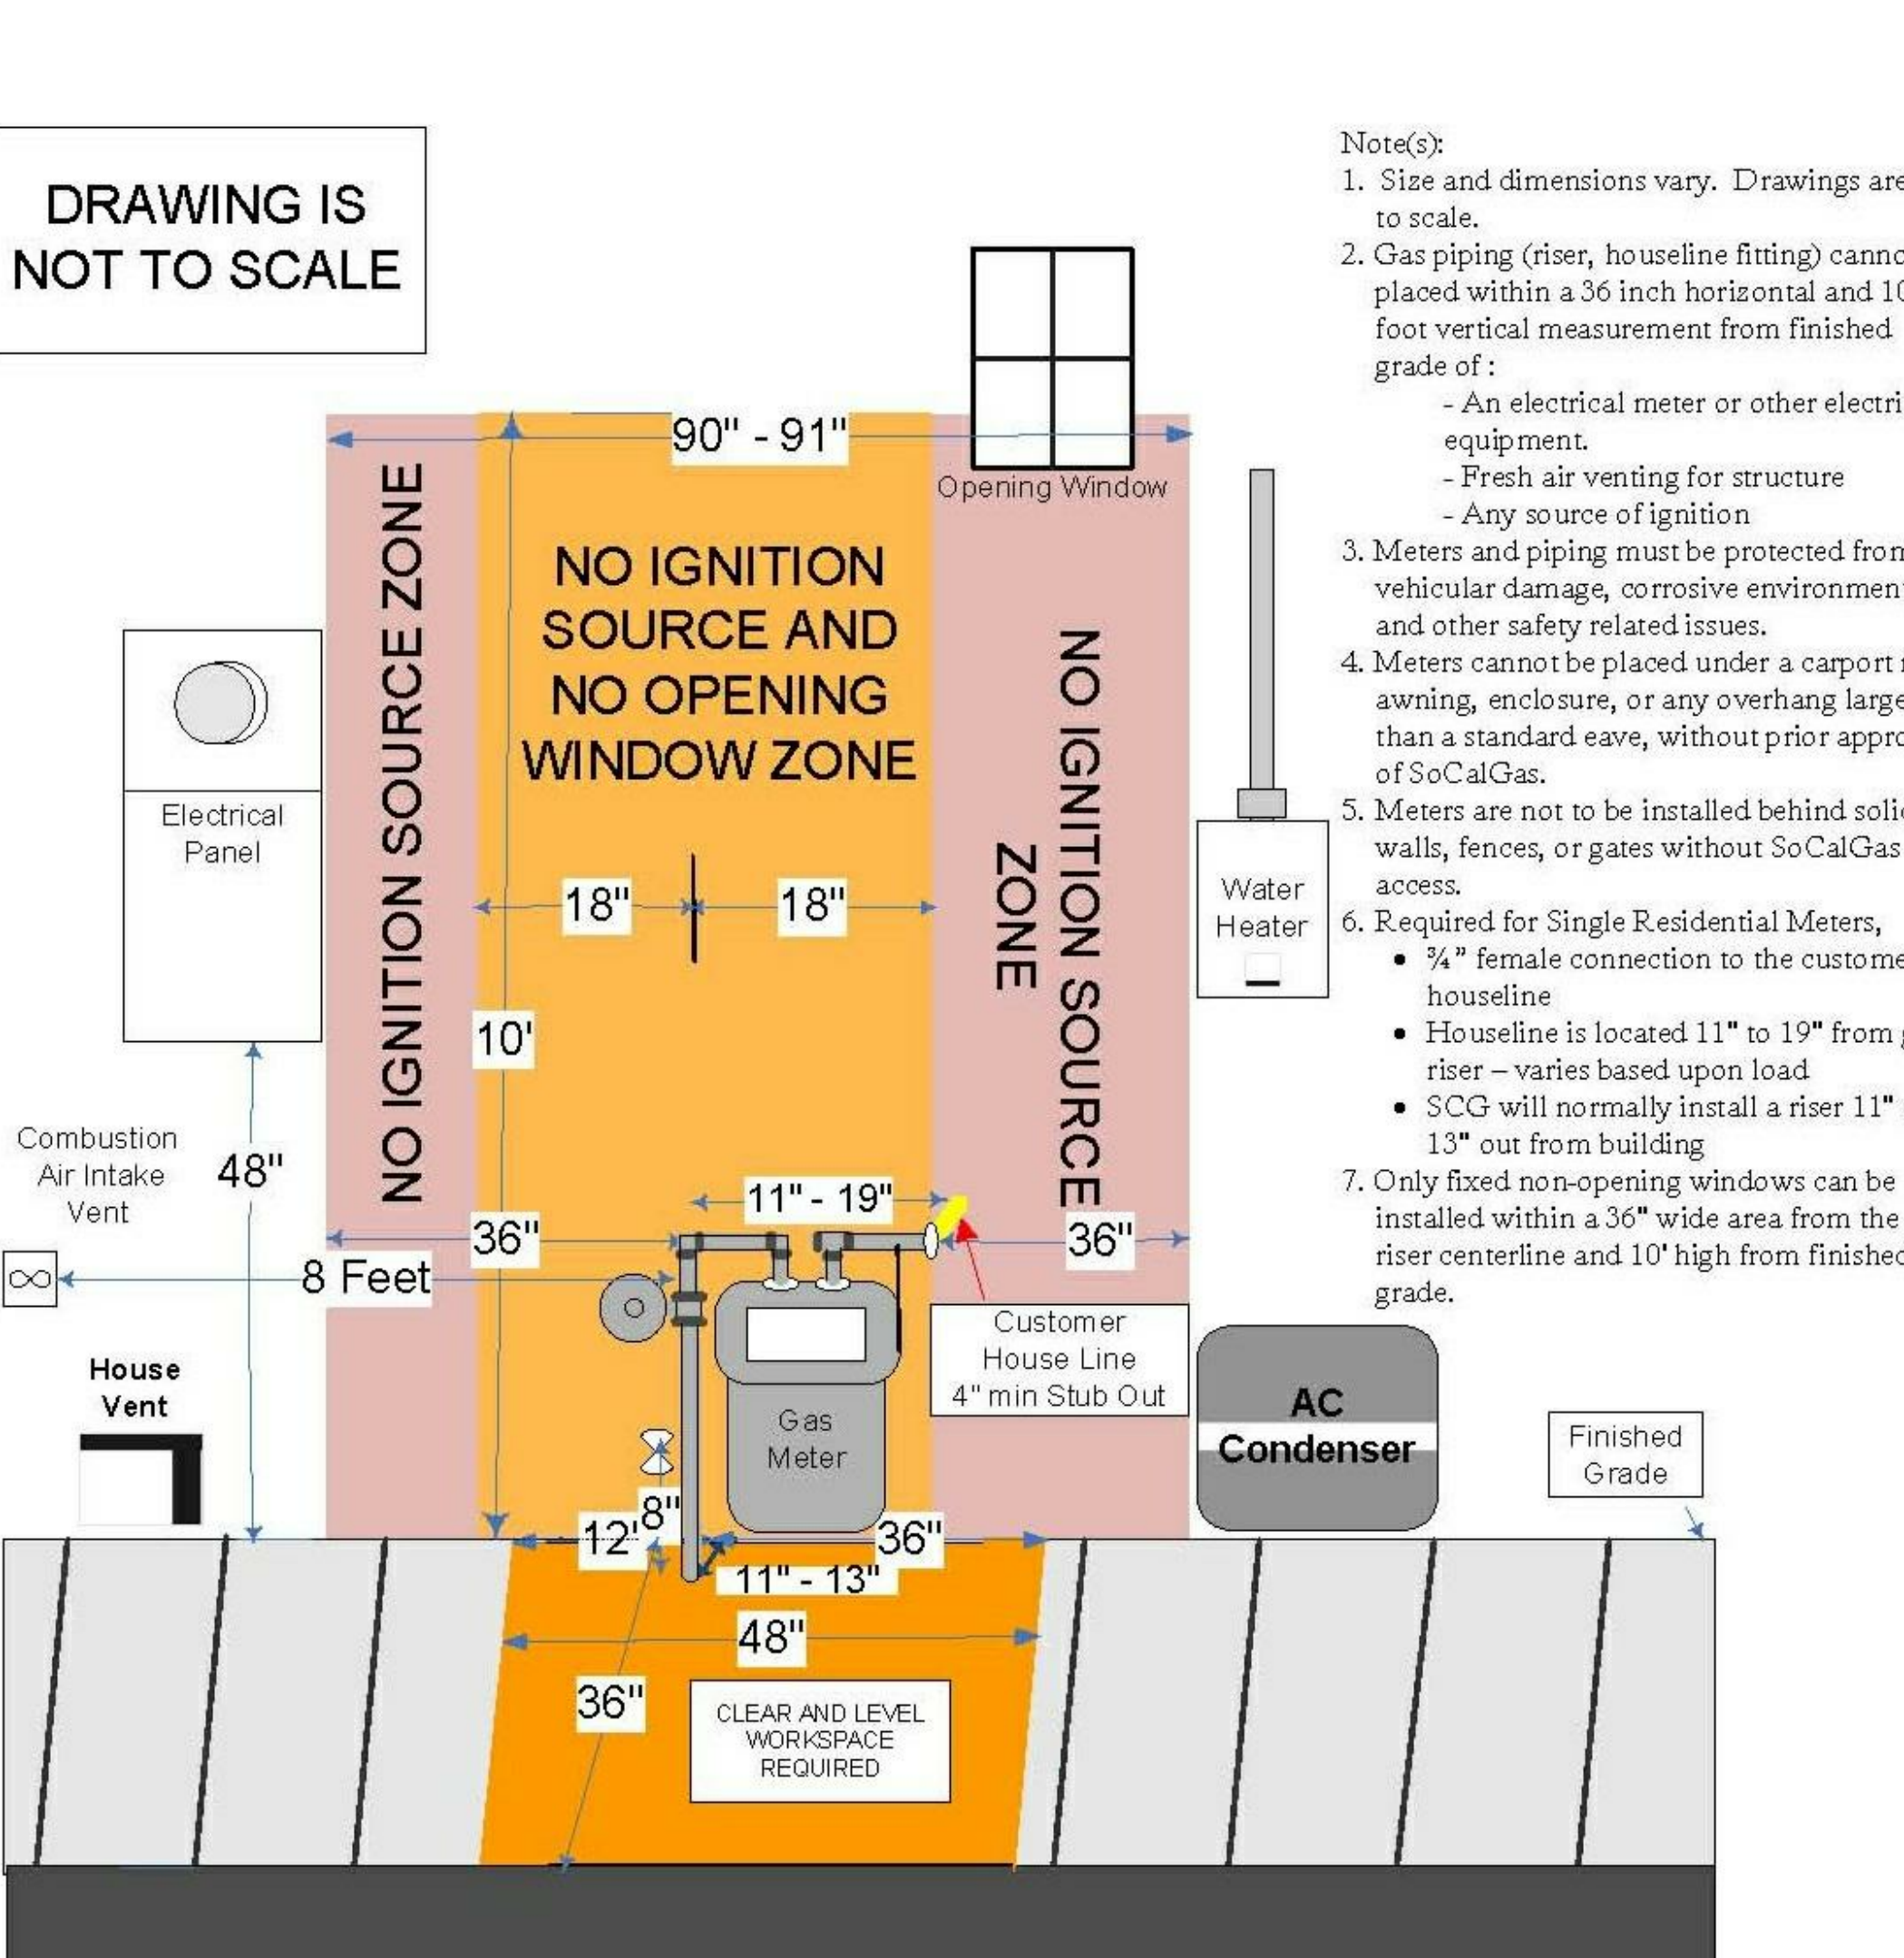 DRAWING IS
NOT TO SCALE
90" - 91"
Opening Window
NO IGNITION SOURCE ZONE
NO IGNITION
SOURCE AND
NO OPENING
WINDOW ZONE
NO IGNITION SOURCE
ZONE
Electrical
Panel
18"
18"
Water
Heater
10'
Combustion
Air Intake
Vent
48"
11" - 19"
36"
36"
8 Feet
Customer
House Line
4" min Stub Out
House
Vent
Gas
Meter
AC
Condenser
Finished
Grade
8"
12'
36"
11" - 13"
48"
36"
CLEAR AND LEVEL
WORKSPACE
REQUIRED
Note(s):
1. Size and dimensions vary. Drawings are
to scale.
2. Gas piping (riser, houseline fitting)
placed within a 36 inch horizontal and
foot vertical measurement from finished
grade of :
- An electrical meter or other
equipment.
- Fresh air venting for structure
- Any source of ignition
3. Meters and piping must be protected
vehicular damage, corrosive
and other safety related issues.
4. Meters cannot be placed under a carport
awning, enclosure, or any overhang
than a standard eave, without prior
of SoCalGas.
5. Meters are not to be installed behind
walls, fences, or gates without SoCalGas
access.
6. Required for Single Residential Meters,
• ¾" female connection to the
houseline
• Houseline is located 11" to 19" from
riser – varies based upon load
• SCG will normally install a riser 11"
13" out from building
7. Only fixed non-opening windows can be
installed within a 36" wide area from the
riser centerline and 10' high from
grade.